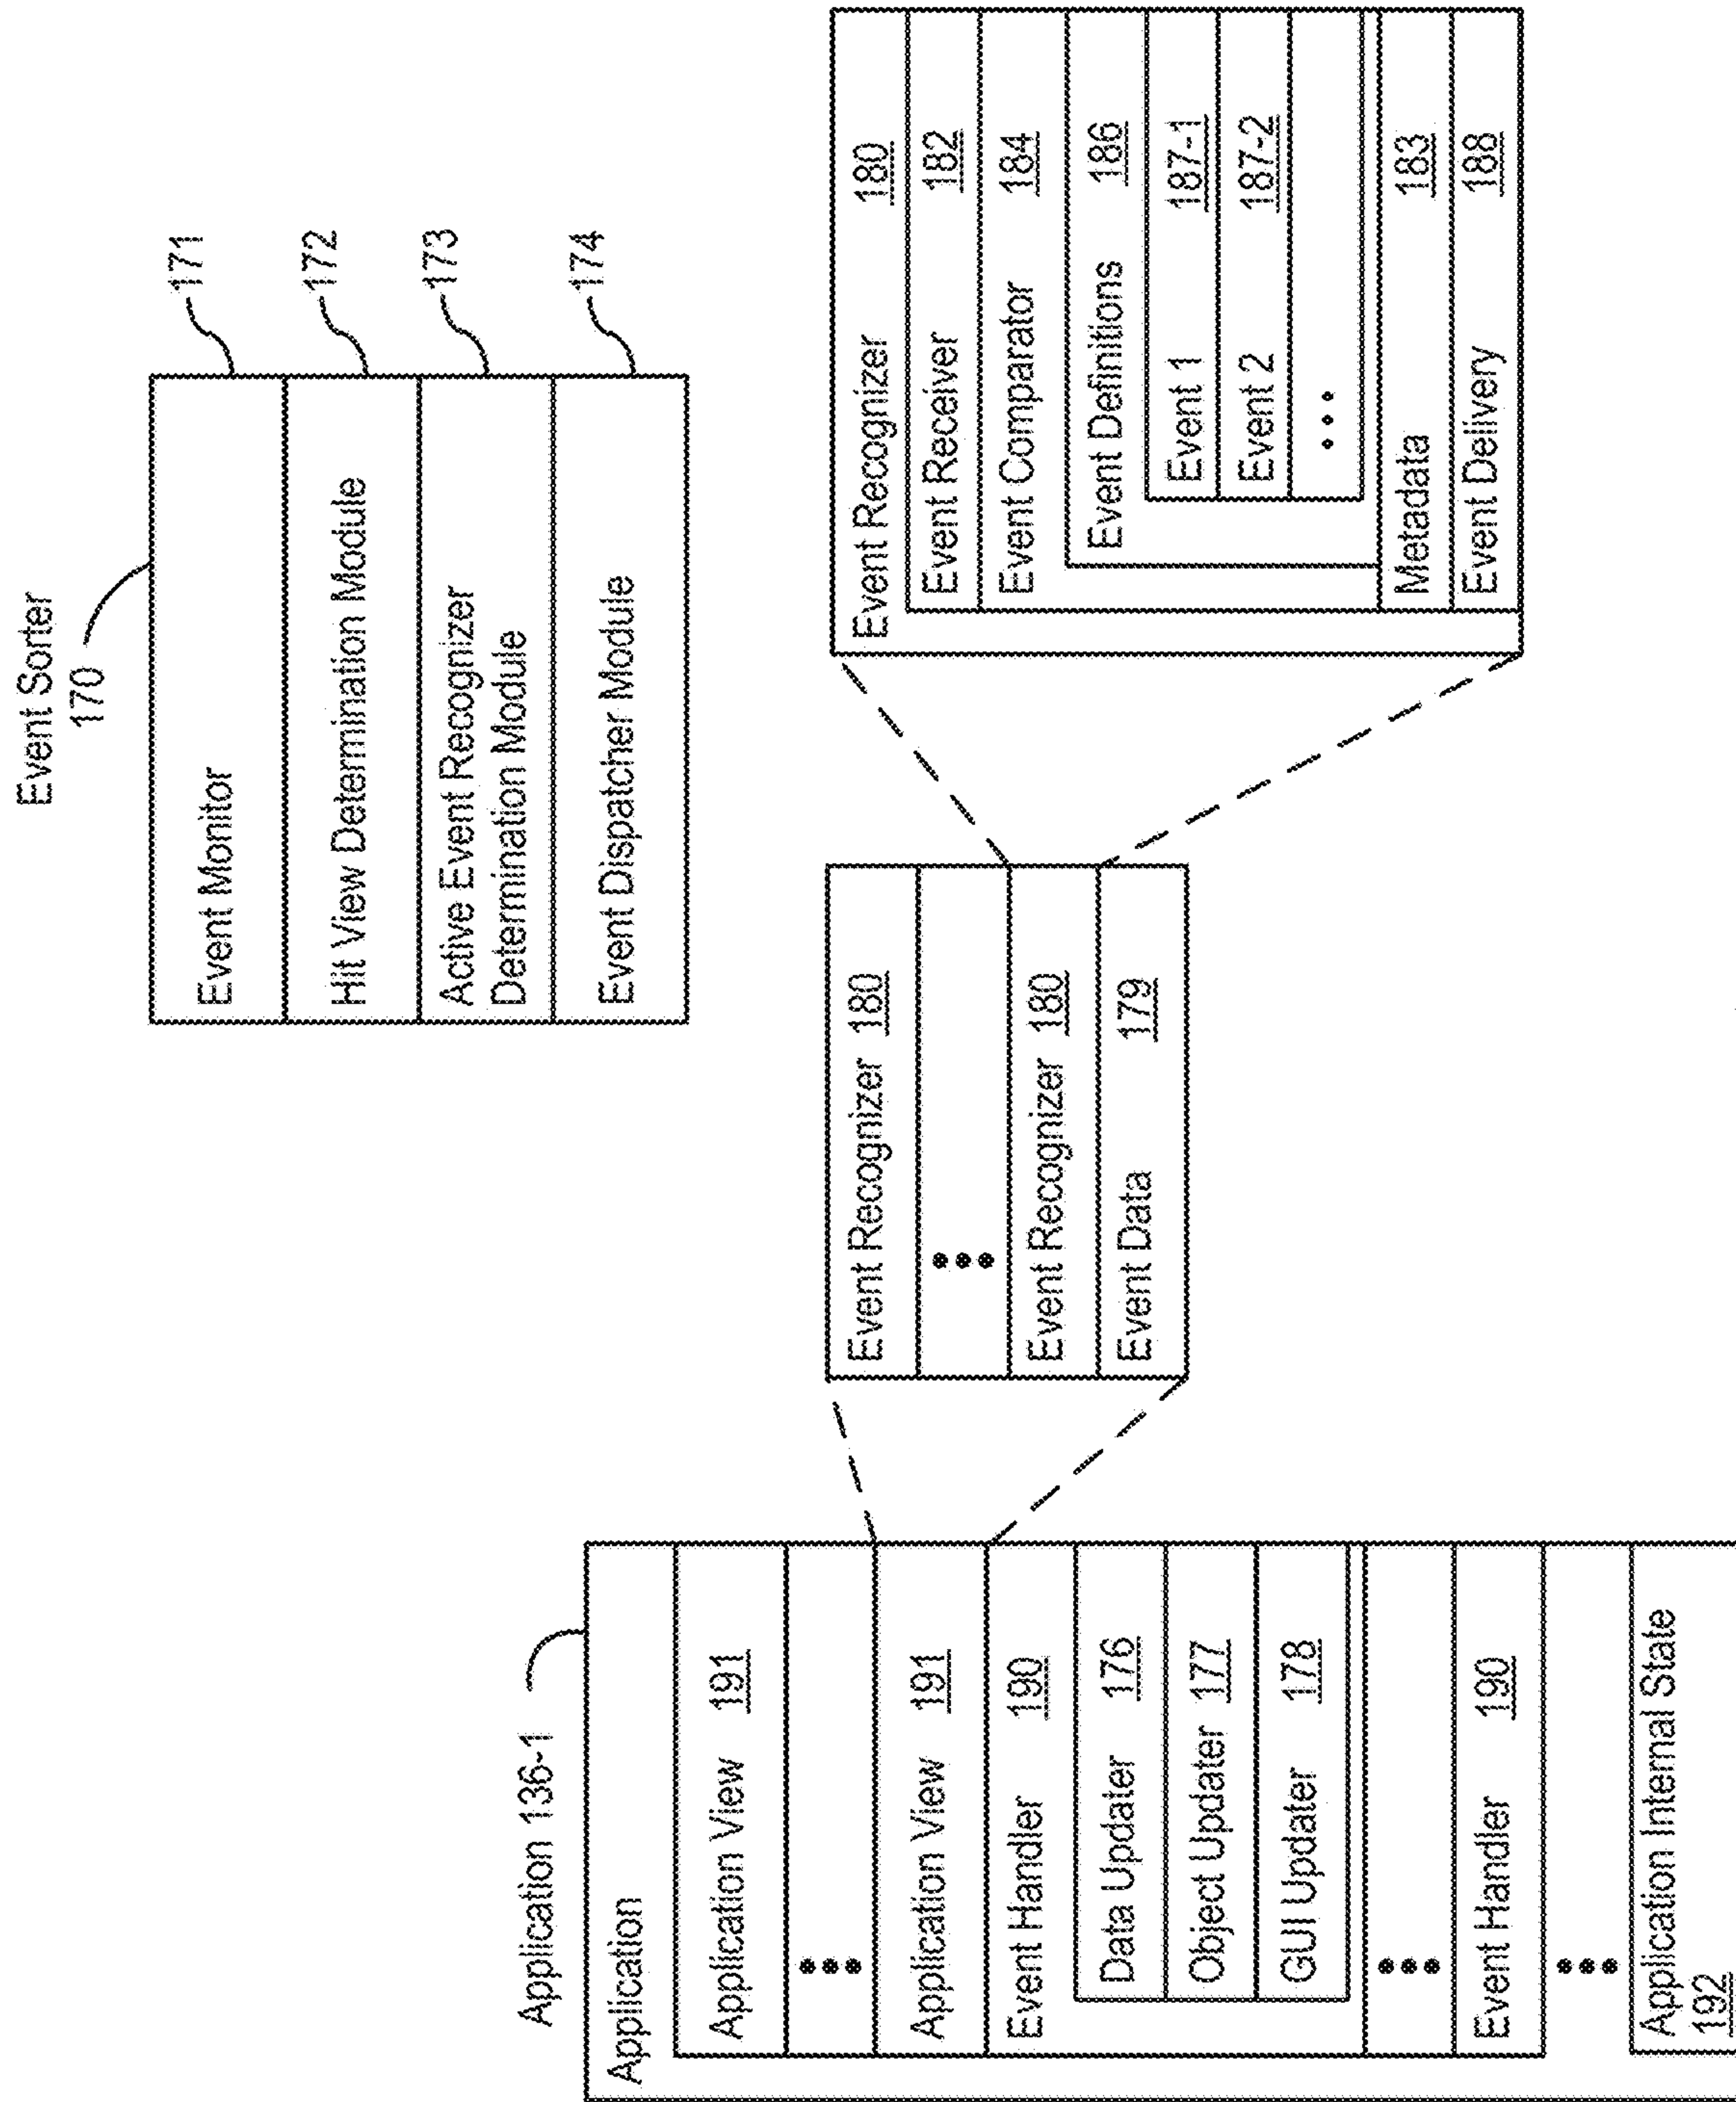 Event Sorter
170
Event Monitor
171
Hit View Determination Module
172
Active Event Recognizer
Determination Module
173
Event Dispatcher Module
174
Application 136-1
Application
Application View 191
•••
Application View 191
Event Handler 190
Data Updater 176
Object Updater 177
GUI Updater 178
•••
Event Handler 190
•••
Application Internal State
192
Event Recognizer 180
•••
Event Recognizer 180
Event Data 179
Event Recognizer 180
Event Receiver 182
Event Comparator 184
Event Definitions 186
Event 1 187-1
Event 2 187-2
•••
Metadata 183
Event Delivery 188